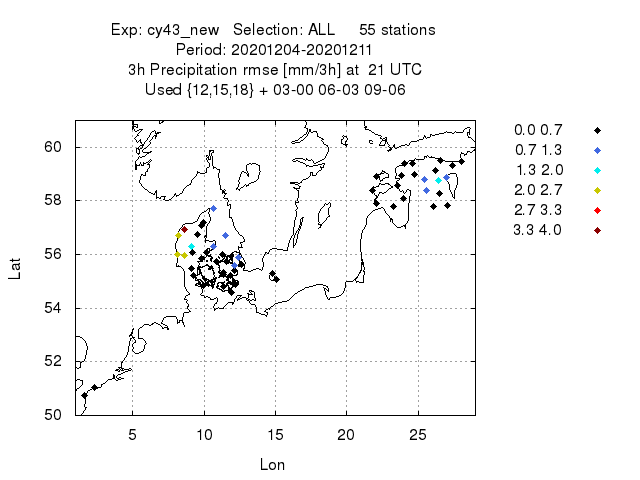 Exp: cy43_new   Selection: ALL     55 stations
Period: 20201204-20201211
3h Precipitation rmse [mm/3h] at  21 UTC
Used {12,15,18} + 03-00 06-03 09-06
0.0 0.7
0.7 1.3
1.3 2.0
2.0 2.7
2.7 3.3
3.3 4.0
60
58
56
54
52
50
Lat
5 10 15 20 25
Lon